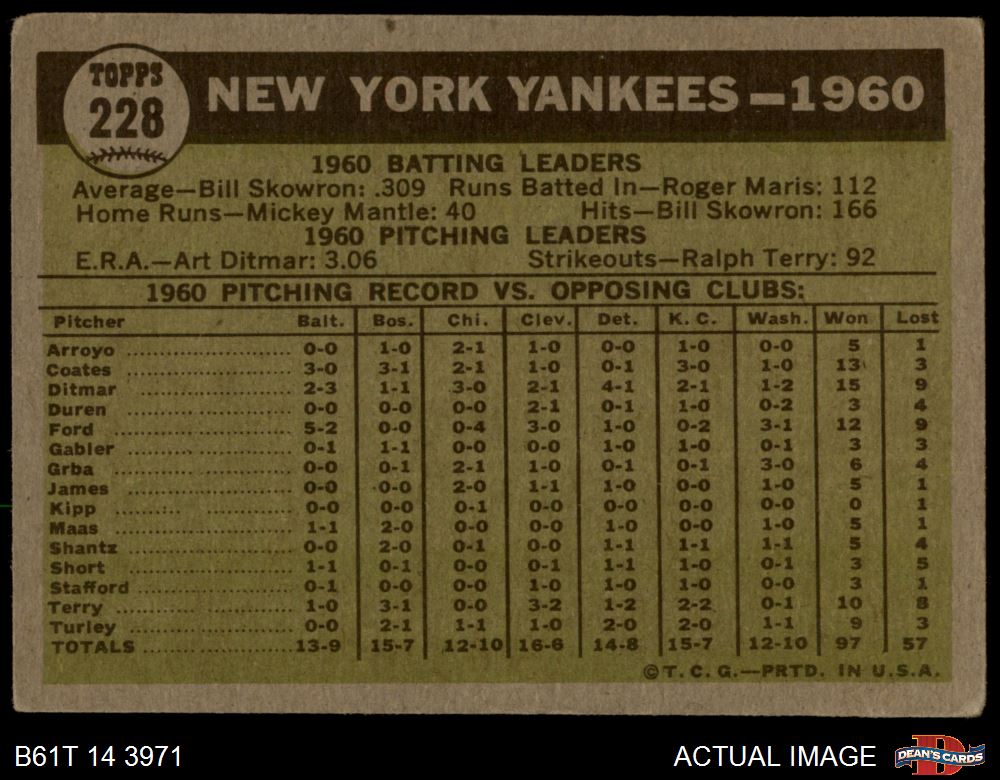 TOPPS
228
NEW YORK YANKEES—1960
1960 BATTING LEADERS
Average—Bill Skowron: .309 Runs Batted In—Roger Maris: 112
Home Runs—Mickey Mantle: 40 Hits—Bill Skowron: 166
1960 PITCHING LEADERS
E.R.A.—Art Ditmar: 3.06 Strikeouts—Ralph Terry: 92
1960 PITCHING RECORD VS. OPPOSING CLUBS:
Pitcher Balt. Bos. Chi. Clev. Det. K. C. Wash. Won Lost
Arroyo 0-0 1-0 2-1 1-0 0-0 1-0 0-0 5 1
Coates 3-0 3-1 2-1 1-0 0-1 3-0 1-0 13 3
Ditmar 2-3 1-1 3-0 2-1 4-1 2-1 1-2 15 9
Duren 0-0 0-0 0-0 2-1 0-1 1-0 0-2 3 4
Ford 5-2 0-0 0-4 3-0 1-0 0-2 3-1 12 9
Gabler 0-1 1-1 0-0 0-0 1-0 1-0 0-1 3 3
Grba 0-0 0-1 2-1 1-0 0-1 0-1 3-0 6 4
James 0-0 0-0 2-0 1-1 1-0 0-0 1-0 5 1
Kipp 0-0 0-0 0-1 0-0 0-0 0-0 0-0 0 1
Maas 1-1 2-0 0-0 0-0 1-0 0-0 1-0 5 1
Shantz 0-0 2-0 0-1 0-0 1-1 1-1 1-1 5 4
Short 1-1 0-1 0-0 0-1 1-1 1-0 0-1 3 5
Stafford 0-1 0-0 0-0 1-0 1-0 1-0 0-0 3 1
Terry 1-0 3-1 0-0 3-2 1-2 2-2 0-1 10 8
Turley 0-0 2-1 1-1 1-0 2-0 2-0 1-1 9 3
TOTALS 13-9 15-7 12-10 16-6 14-8 15-7 12-10 97 57
©T. C. G.—PRTD. IN U.S.A.
B61T 14 3971 ACTUAL IMAGE DEAN'S CARDS